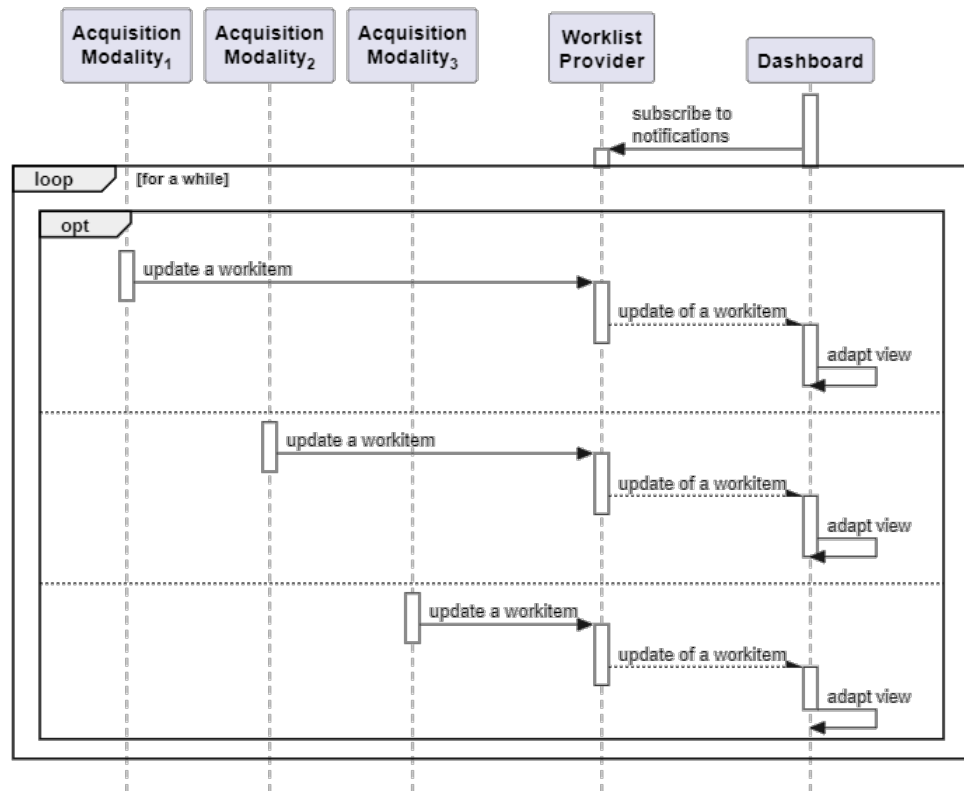 Acquisition
Modality₁
Acquisition
Modality₂
Acquisition
Modality₃
Worklist
Provider
Dashboard
subscribe to
notifications
loop
[for a while]
opt
update a workitem
update of a workitem
adapt view
update a workitem
update of a workitem
adapt view
update a workitem
update of a workitem
adapt view